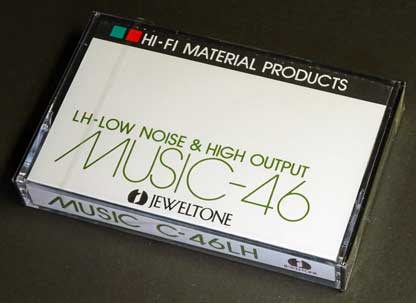 HI-FI MATERIAL PRODUCTS
LH-LOW NOISE & HIGH OUTPUT
MUSIC-46
JEWELTONE
MUSIC C-46LH